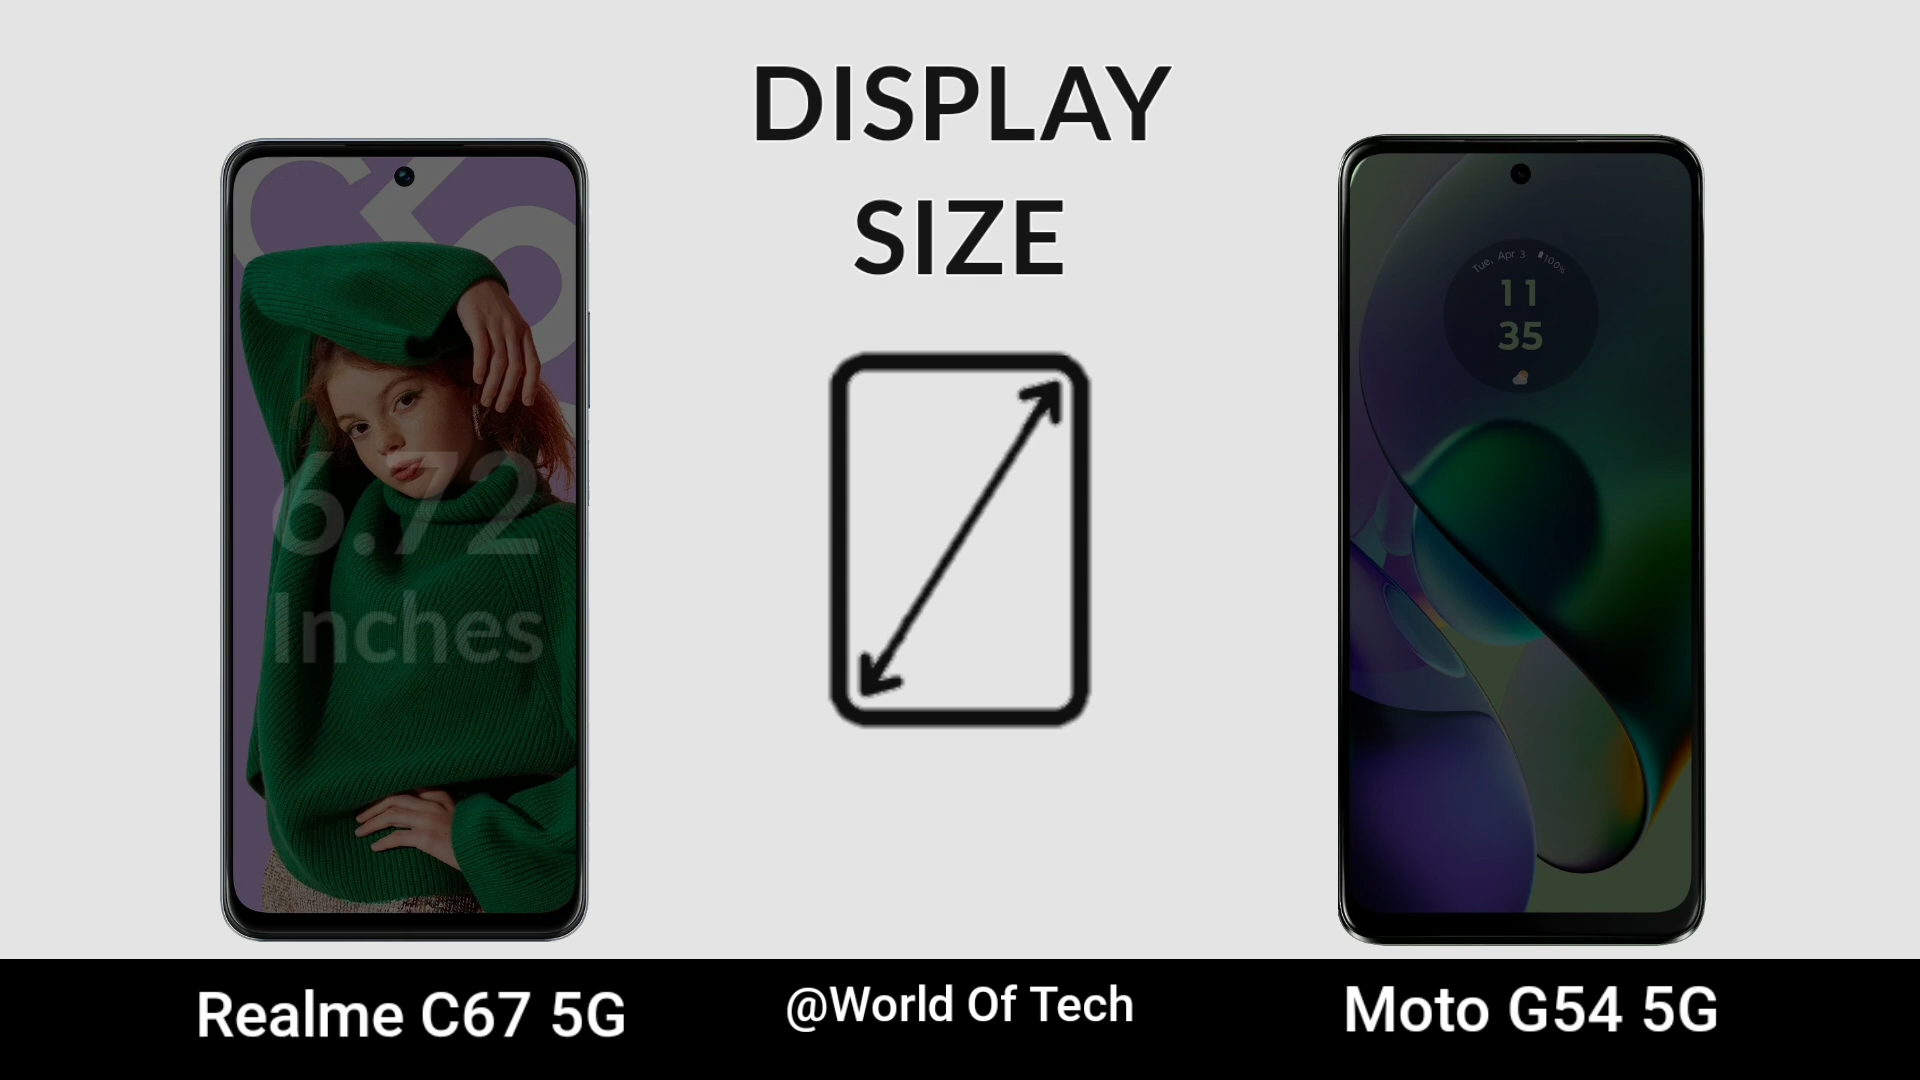 DISPLAY
SIZE
6.72
Inches
Tue, Apr 3 100%
11
35
Realme C67 5G
@World Of Tech
Moto G54 5G